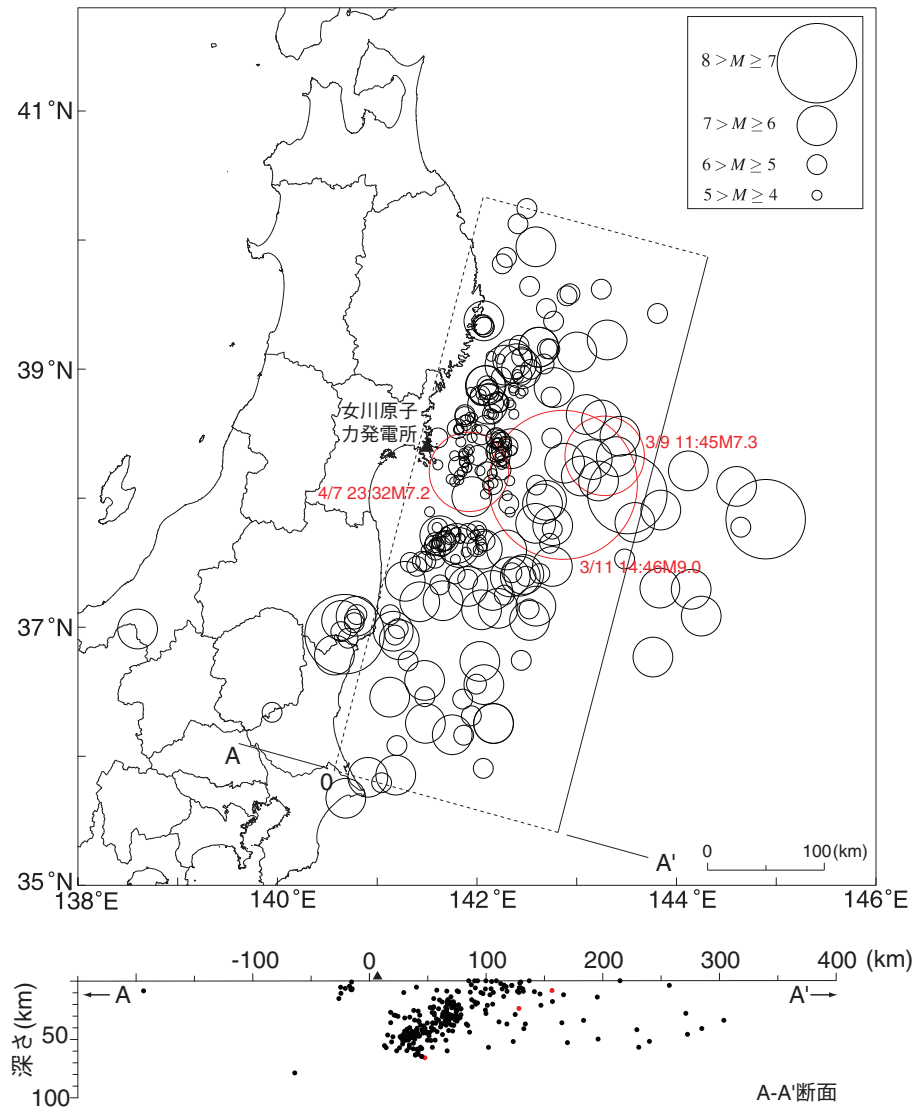 8 > M ≥ 7
7 > M ≥ 6
6 > M ≥ 5
5 > M ≥ 4
41°N
39°N
女川原子
力発電所
3/9 11:45M7.3
4/7 23:32M7.2
3/11 14:46M9.0
37°N
A
0
A'
0 100(km)
35°N
138°E 140°E 142°E 144°E 146°E
-100 0 100 200 300 400 (km)
A A'
深さ(km)
50
100
A-A'断面